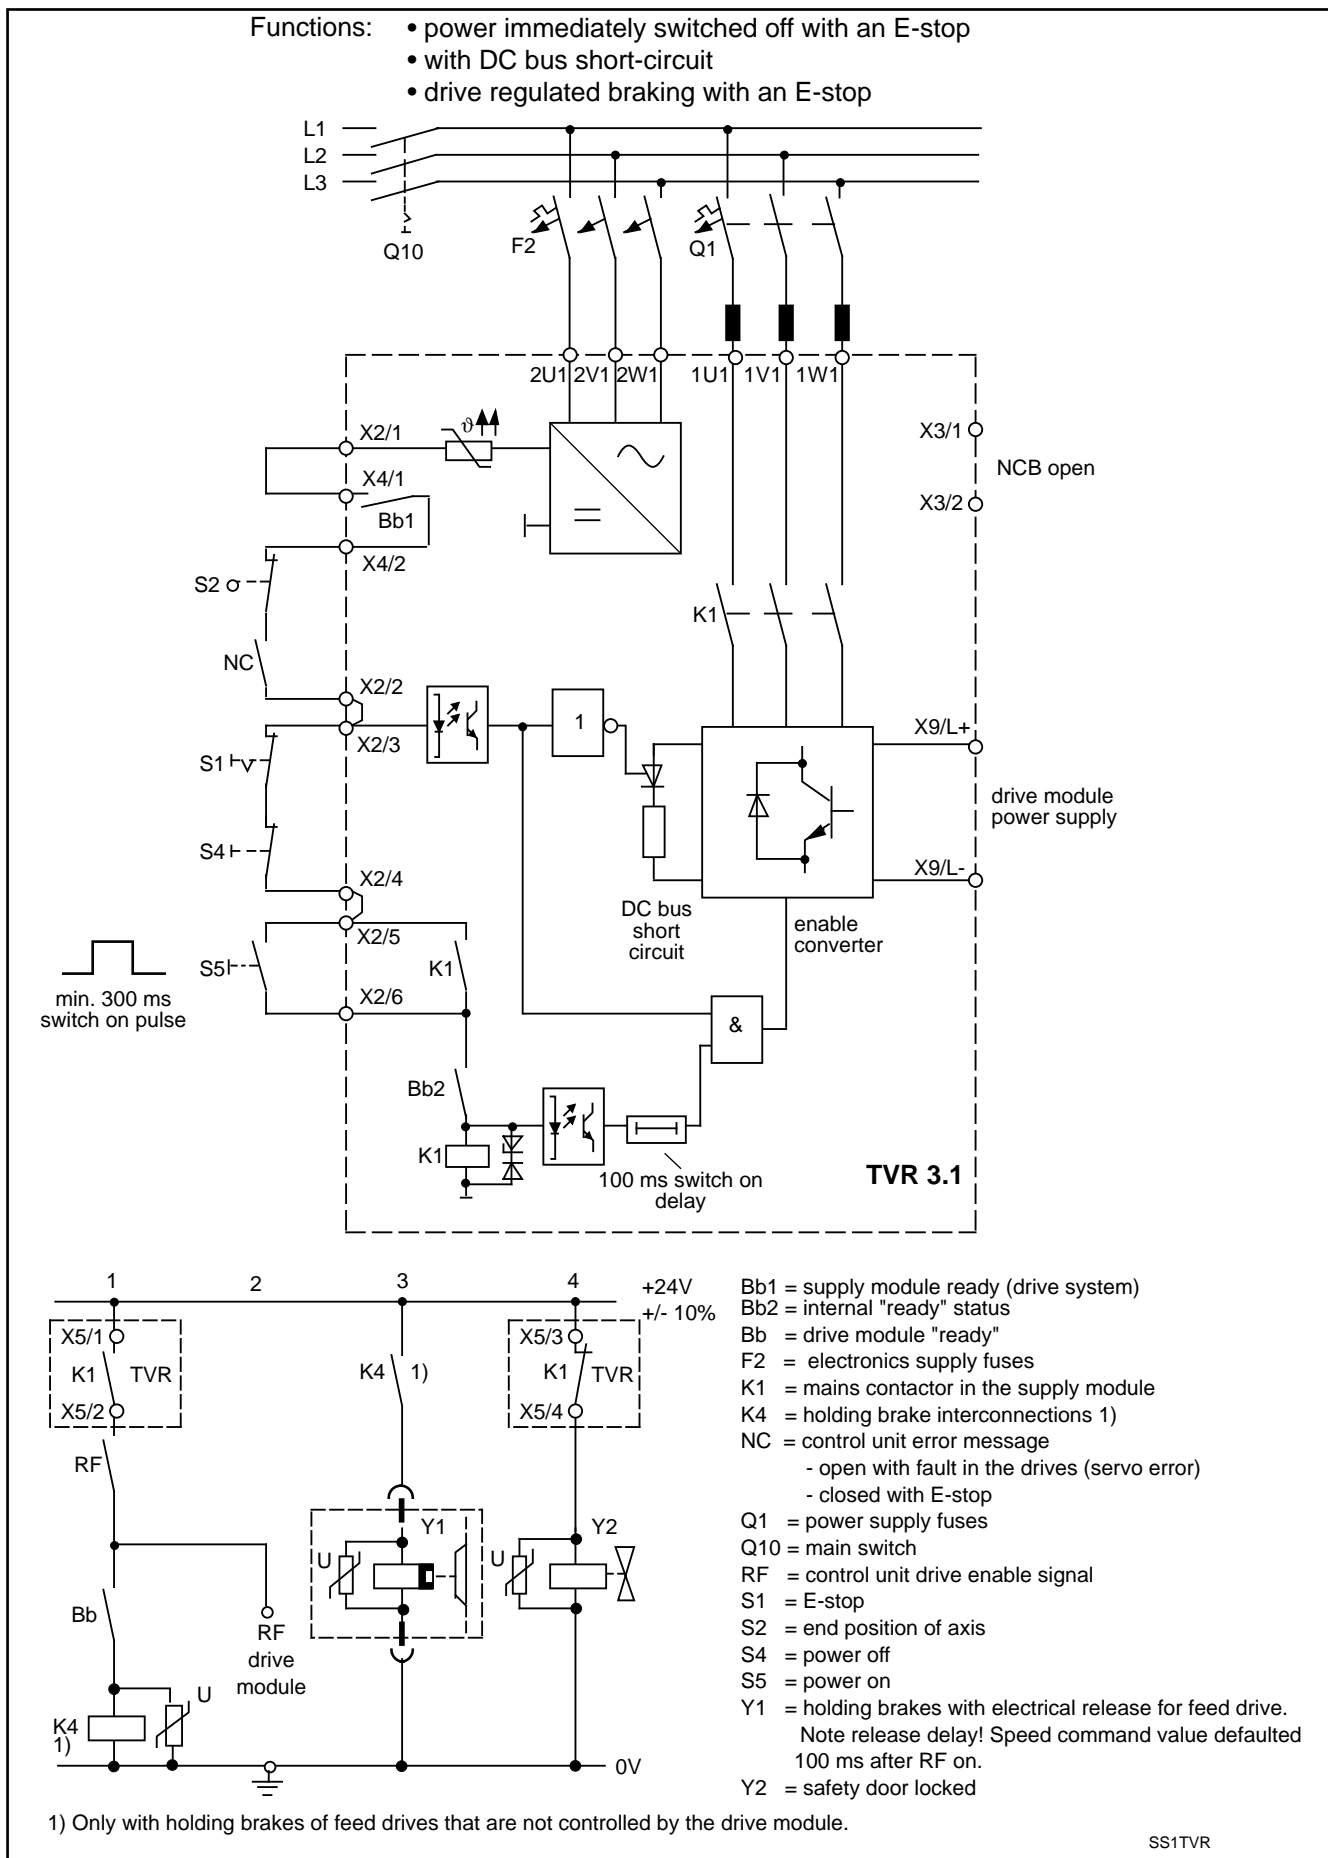 Functions: • power immediately switched off with an E-stop
• with DC bus short-circuit
• drive regulated braking with an E-stop
L1
L2
L3
Q10
F2
Q1
2U1 2V1 2W1 1U1 1V1 1W1
X2/1
ϑ
X3/1
NCB open
X3/2
X4/1
Bb1
X4/2
S2
K1
NC
X2/2
X2/3
1
X9/L+
S1
drive module
power supply
S4
X2/4
X9/L-
DC bus
short
circuit
enable
converter
X2/5
S5
K1
min. 300 ms
switch on pulse
X2/6
&
Bb2
K1
100 ms switch on
delay
TVR 3.1
1 2 3 4
+24V
+/- 10%
X5/1
K1 TVR
X5/2
K4 1)
X5/3
K1 TVR
X5/4
RF
Y1
U
Y2
U
Bb
RF
drive
module
U
K4
1)
0V
Bb1 = supply module ready (drive system)
Bb2 = internal "ready" status
Bb = drive module "ready"
F2 = electronics supply fuses
K1 = mains contactor in the supply module
K4 = holding brake interconnections 1)
NC = control unit error message
- open with fault in the drives (servo error)
- closed with E-stop
Q1 = power supply fuses
Q10 = main switch
RF = control unit drive enable signal
S1 = E-stop
S2 = end position of axis
S4 = power off
S5 = power on
Y1 = holding brakes with electrical release for feed drive.
Note release delay! Speed command value defaulted
100 ms after RF on.
Y2 = safety door locked
1) Only with holding brakes of feed drives that are not controlled by the drive module.
SS1TVR